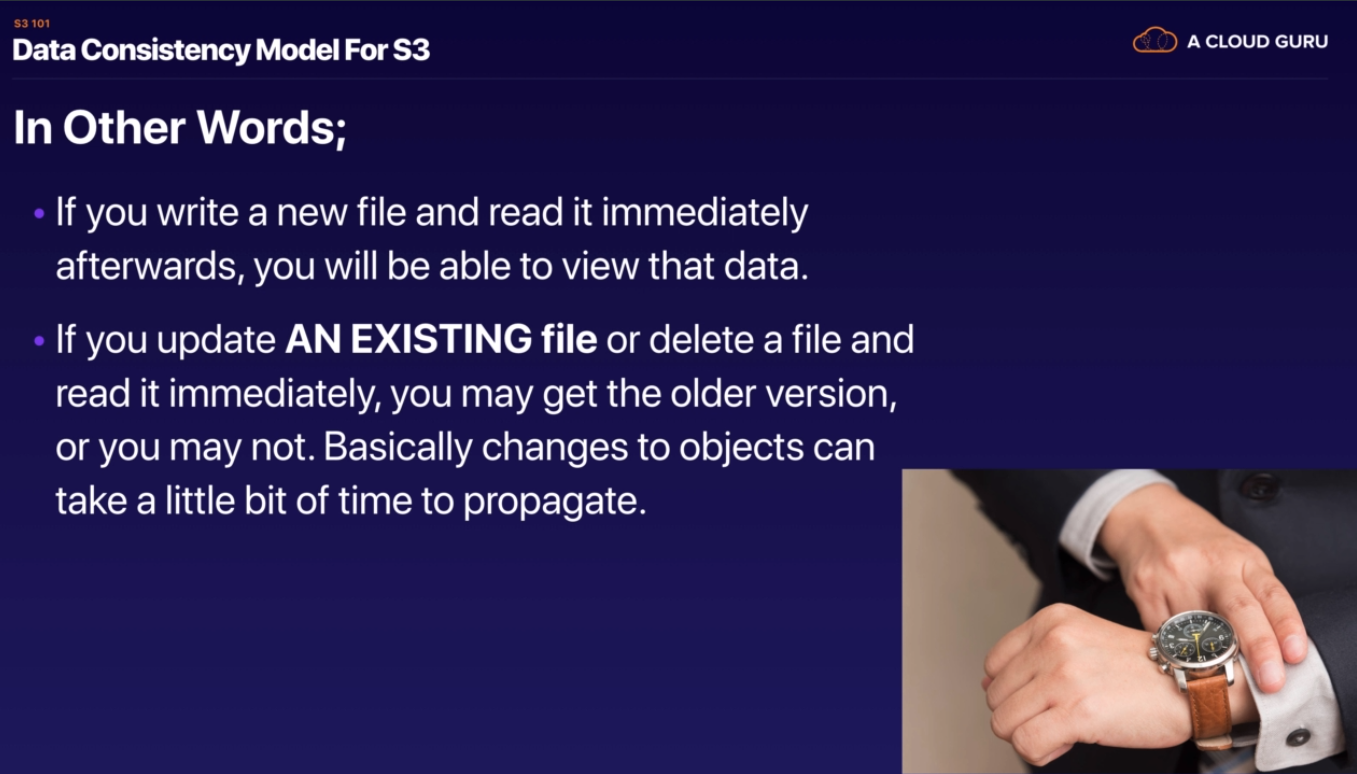 S3 101
Data Consistency Model For S3
A CLOUD GURU
In Other Words;
• If you write a new file and read it immediately
afterwards, you will be able to view that data.
• If you update AN EXISTING file or delete a file and
read it immediately, you may get the older version,
or you may not. Basically changes to objects can
take a little bit of time to propagate.